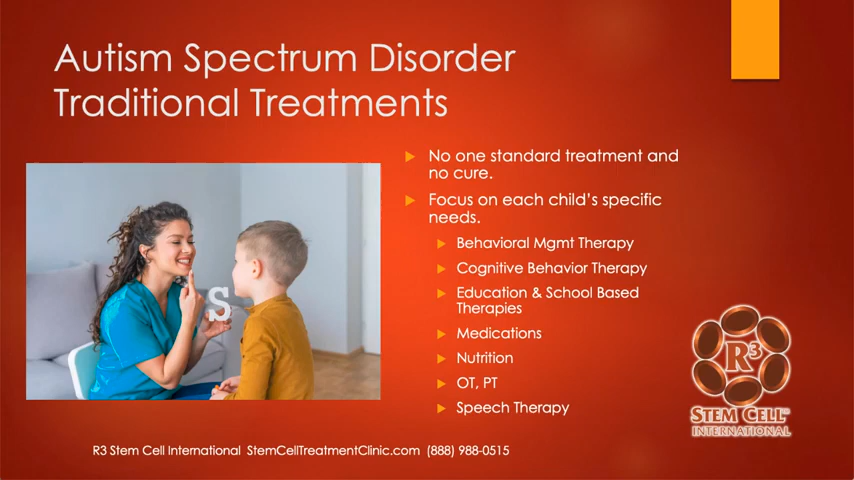 Autism Spectrum Disorder
Traditional Treatments
No one standard treatment and
no cure.
Focus on each child's specific
needs.
Behavioral Mgmt Therapy
Cognitive Behavior Therapy
Education & School Based
Therapies
Medications
Nutrition
OT, PT
Speech Therapy
S
R3
STEM CELL
INTERNATIONAL
R3 Stem Cell International StemCellTreatmentClinic.com (888) 988-0515